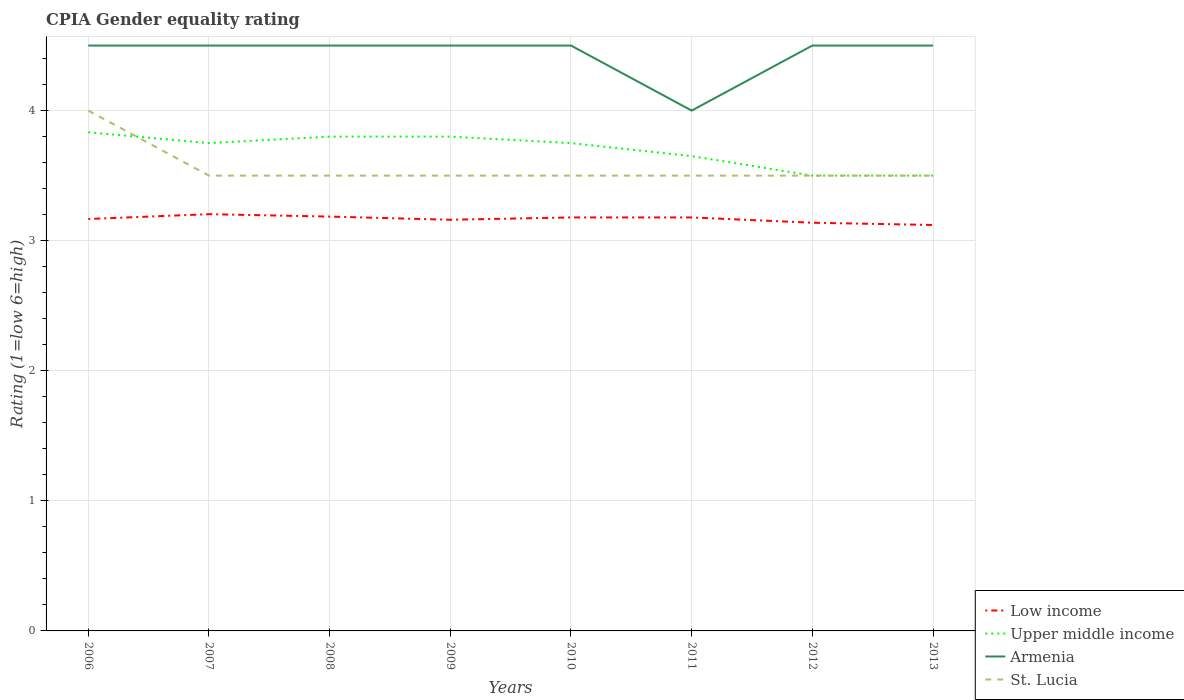 CPIA Gender equality rating
Rating (1=low 6=high)
4
3
2
1
0
2006
2007
2008
2009
2010
2011
2012
2013
Years
Low income
Upper middle income
Armenia
St. Lucia